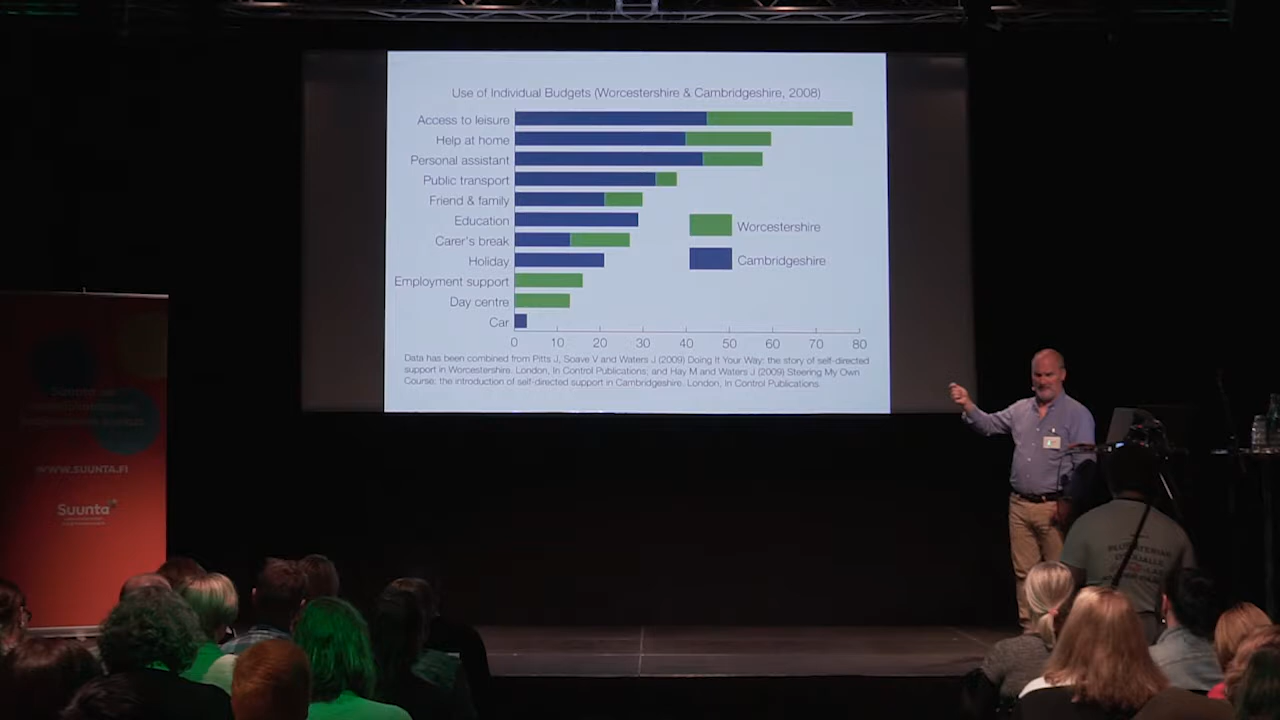 Use of Individual Budgets (Worcestershire & Cambridgeshire, 2008)
Access to leisure
Help at home
Personal assistant
Public transport
Friend & family
Education
Carer's break
Holiday
Employment support
Day centre
Car
0 10 20 30 40 50 60 70 80
Worcestershire
Cambridgeshire
Data has been combined from Pitts J, Soave V and Waters J (2009) Doing It Your Way: the story of self-directed
support in Worcestershire. London, In Control Publications; and Hay M and Waters J (2009) Steering My Own
Course: the introduction of self-directed support in Cambridgeshire. London, In Control Publications.
WWW.SUUNTA.FI
Suunta